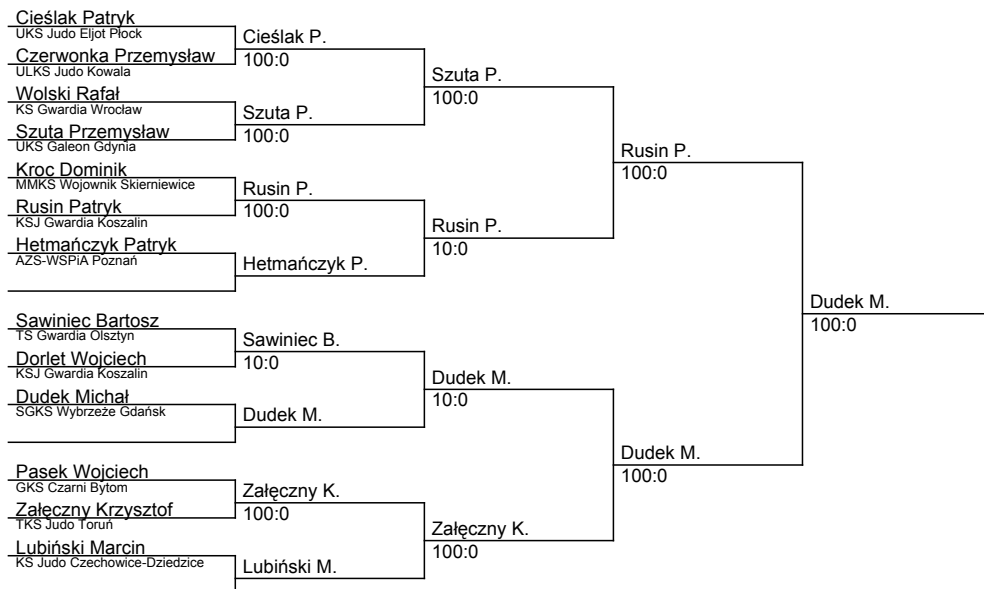 Cieślak Patryk
UKS Judo Eljot Płock
Czerwonka Przemysław
ULKS Judo Kowala
Wolski Rafał
KS Gwardia Wrocław
Szuta Przemysław
UKS Galeon Gdynia
Kroc Dominik
MMKS Wojownik Skierniewice
Rusin Patryk
KSJ Gwardia Koszalin
Hetmańczyk Patryk
AZS-WSPiA Poznań
Sawiniec Bartosz
TS Gwardia Olsztyn
Dorlet Wojciech
KSJ Gwardia Koszalin
Dudek Michał
SGKS Wybrzeże Gdańsk
Pasek Wojciech
GKS Czarni Bytom
Załęczny Krzysztof
TKS Judo Toruń
Lubiński Marcin
KS Judo Czechowice-Dziedzice
Cieślak P.
100:0
Szuta P.
100:0
Rusin P.
100:0
Hetmańczyk P.
Sawiniec B.
10:0
Dudek M.
Załęczny K.
100:0
Lubiński M.
Szuta P.
100:0
Rusin P.
10:0
Dudek M.
10:0
Załęczny K.
100:0
Rusin P.
100:0
Dudek M.
100:0
Dudek M.
100:0